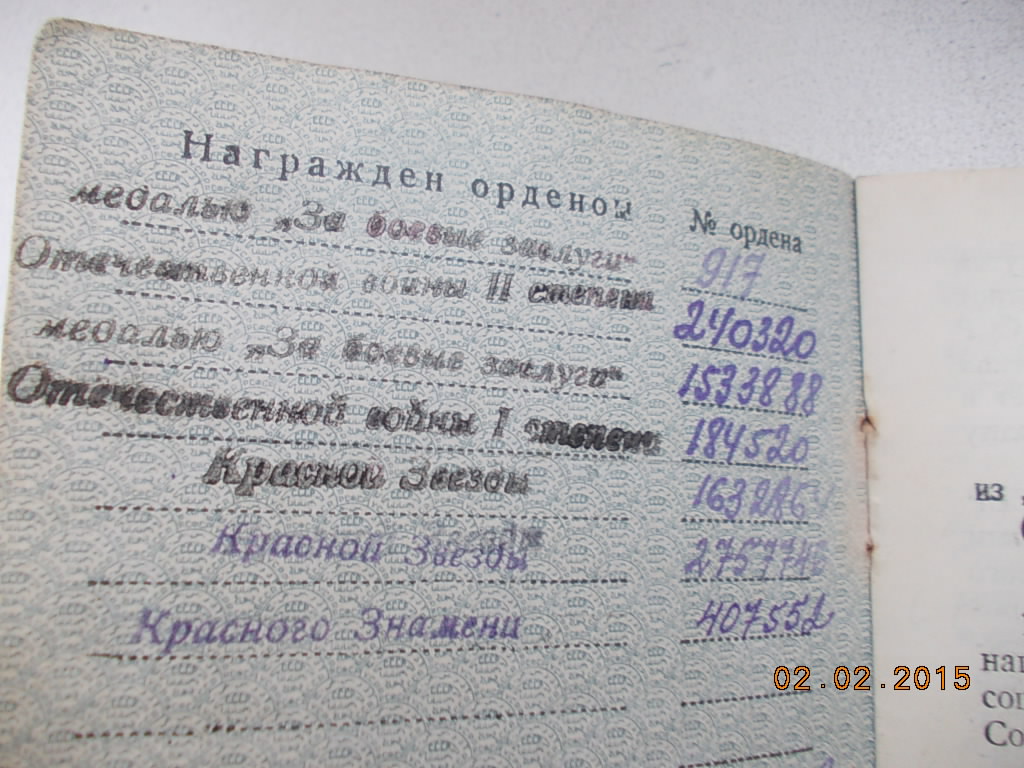 Награжден орденом № ордена
медалью „За боевые заслуги“ 917
Отечественной войны II степени 240320
медалью „За боевые заслуги“ 1533888
Отечественной войны I степени 184520
Красной Звезды
Красной Звезды
Красного Знамени 407552
из
на
со
Со
02.02.2015